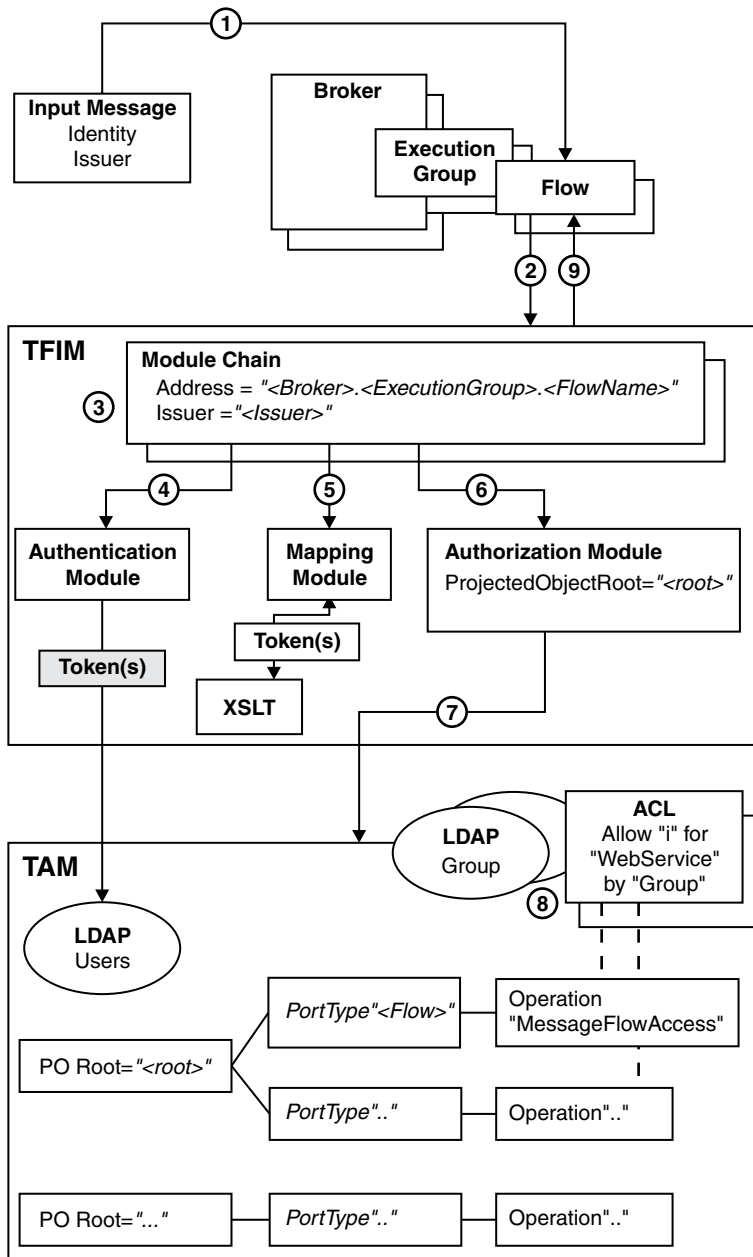 1
Input Message
Identity
Issuer
Broker
Execution
Group
Flow
2
9
TFIM
Module Chain
Address = "<Broker>.<ExecutionGroup>.<FlowName>"
Issuer ="<Issuer>"
3
4
5
6
Authentication
Module
Mapping
Module
Authorization Module
ProjectedObjectRoot="<root>"
Token(s)
Token(s)
XSLT
7
TAM
LDAP
Group
ACL
Allow "i" for
"WebService"
by "Group"
8
LDAP
Users
PortType"<Flow>"
Operation
"MessageFlowAccess"
PO Root="<root>"
PortType".."
Operation".."
PO Root="..."
PortType".."
Operation".."